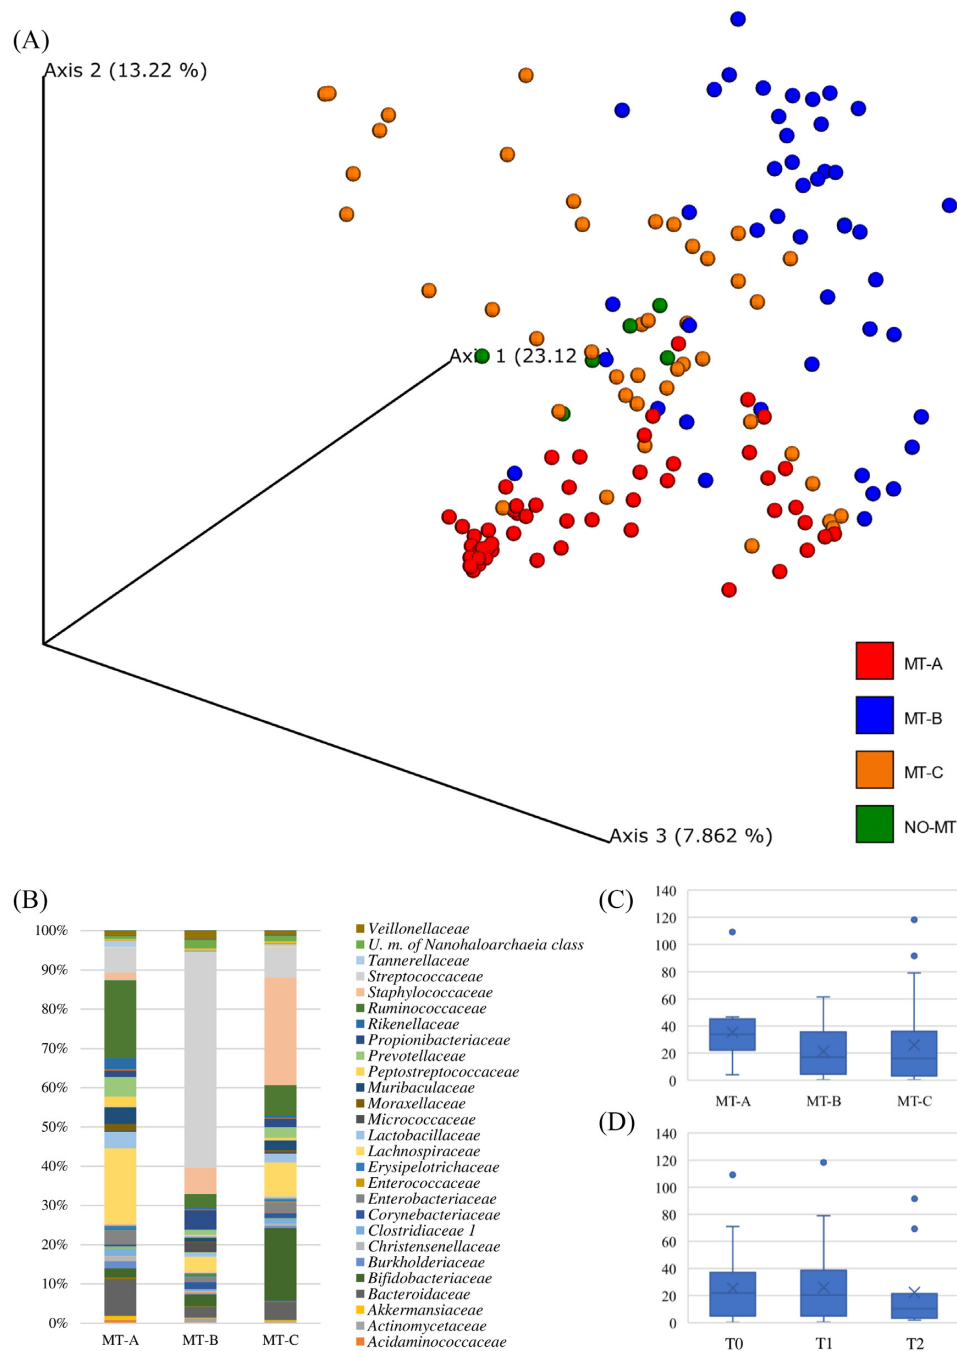 (A)
Axis 2 (13.22 %)
Axis 1 (23.12 %)
Axis 3 (7.862 %)
MT-A
MT-B
MT-C
NO-MT
(B)
100%
90%
80%
70%
60%
50%
40%
30%
20%
10%
0%
MT-A MT-B MT-C
Veillonellaceae
U. m. of Nanohaloarchaeia class
Tannerellaceae
Streptococcaceae
Staphylococcaceae
Ruminococcaceae
Rikenellaceae
Propionibacteriaceae
Prevotellaceae
Peptostreptococcaceae
Muribaculaceae
Moraxellaceae
Micrococcaceae
Lactobacillaceae
Lachnospiraceae
Erysipelotrichaceae
Enterococcaceae
Enterobacteriaceae
Corynebacteriaceae
Clostridiaceae 1
Christensenellaceae
Burkholderiaceae
Bifidobacteriaceae
Bacteroidaceae
Akkermansiaceae
Actinomycetaceae
Acidaminococcaceae
(C)
140
120
100
80
60
40
20
0
MT-A MT-B MT-C
(D)
140
120
100
80
60
40
20
0
T0 T1 T2